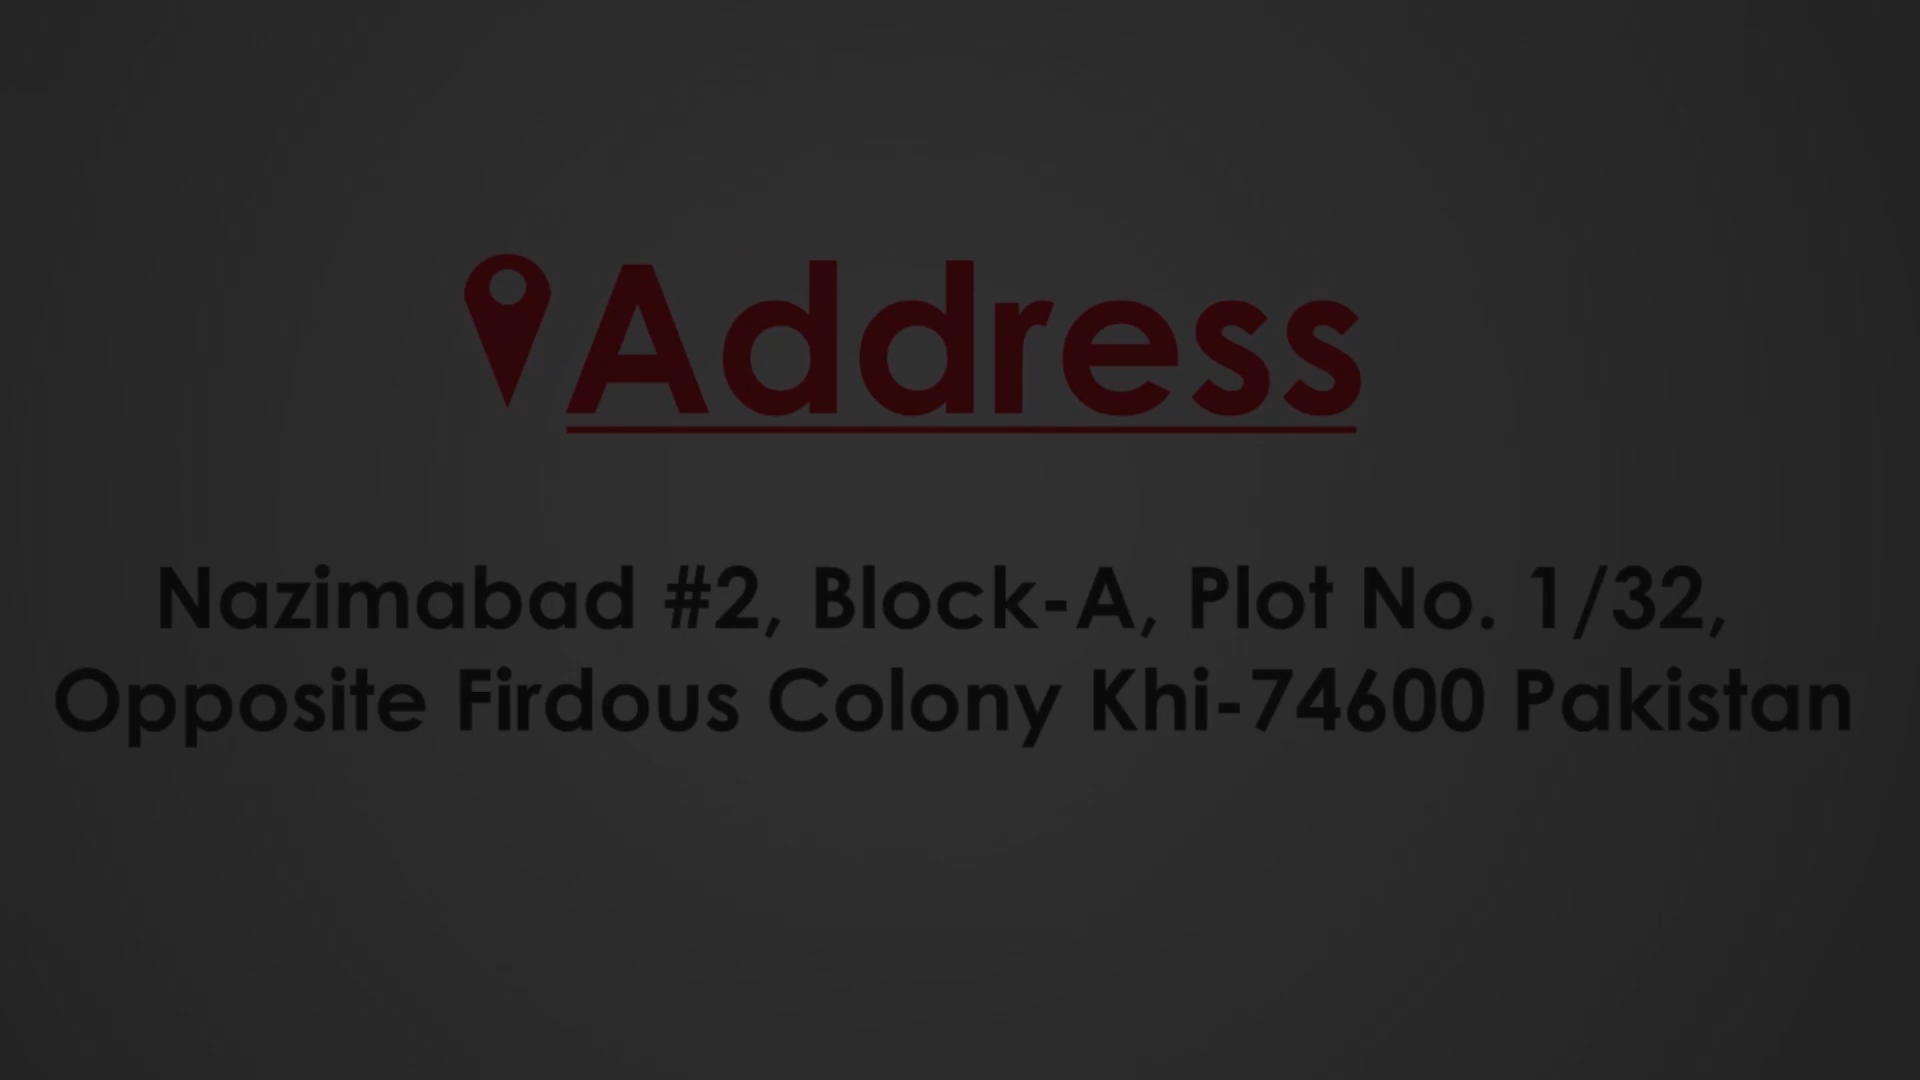 Address
Nazimabad #2, Block-A, Plot No. 1/32,
Opposite Firdous Colony Khi-74600 Pakistan